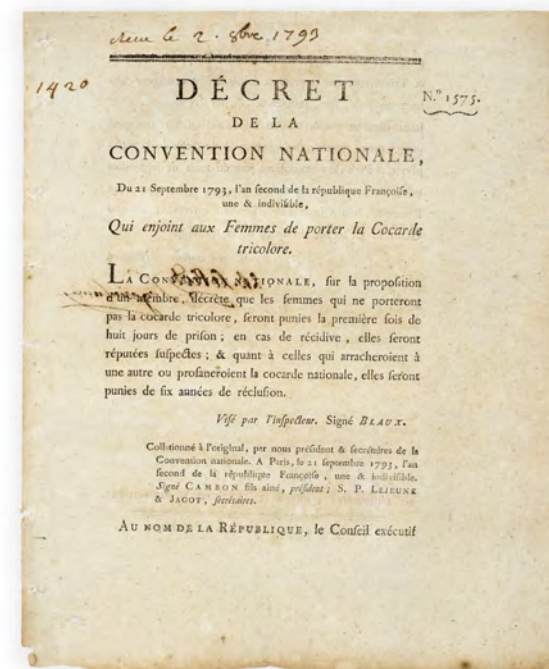 le 2. 8bre 1793
1420
DÉCRET
N.º 1575.
DE LA
CONVENTION NATIONALE,
Du 21 Septembre 1793, l'an second de la république Françoiſe,
une & indiviſible,
Qui enjoint aux Femmes de porter la Cocarde
tricolore.
LA CONVENTION NATIONALE, ſur la propoſition
d'un membre, décrète que les femmes qui ne porteront
pas la cocarde tricolore, ſeront punies la première fois de
huit jours de priſon; en cas de récidive, elles ſeront
réputées ſuſpectes; & quant à celles qui arracheroient à
une autre ou profaneroient la cocarde nationale, elles ſeront
punies de ſix années de récluſion.
Viſé par l'inſpecteur. Signé BLAUX.
Collationné à l'original, par nous préſident & ſecrétaires de la
Convention nationale. A Paris, le 21 ſeptembre 1793, l'an
ſecond de la république Françoiſe, une & indiviſible.
Signé CAMBON fils aîné, préſident; S. P. LEJEUNE
& JAGOT, ſecrétaires.
AU NOM DE LA RÉPUBLIQUE, le Conſeil exécutif